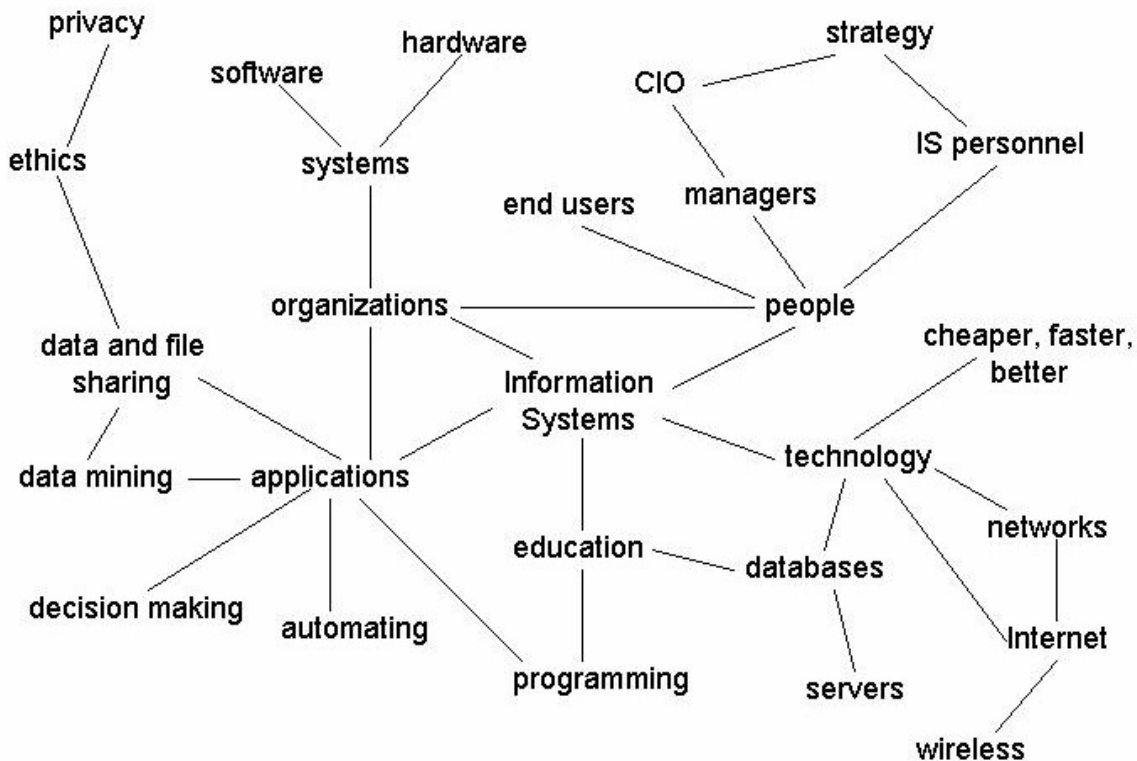 privacy
hardware
strategy
software
CIO
ethics
systems
IS personnel
end users
managers
organizations
people
data and file
sharing
cheaper, faster,
better
Information
Systems
data mining
applications
technology
education
databases
networks
decision making
automating
programming
servers
Internet
wireless